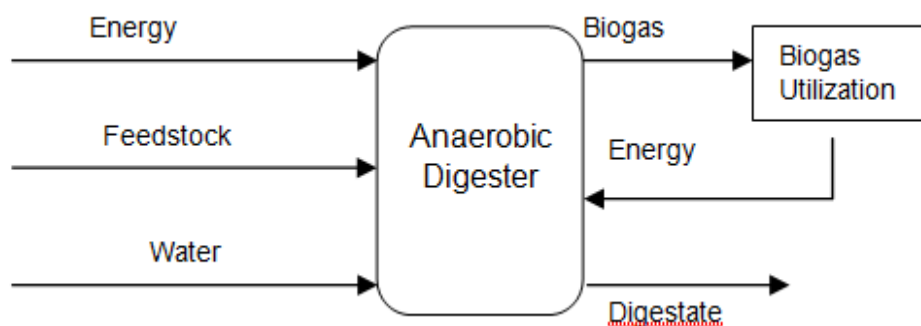 Energy
Biogas
Biogas
Utilization
Feedstock
Anaerobic
Digester
Energy
Water
Digestate